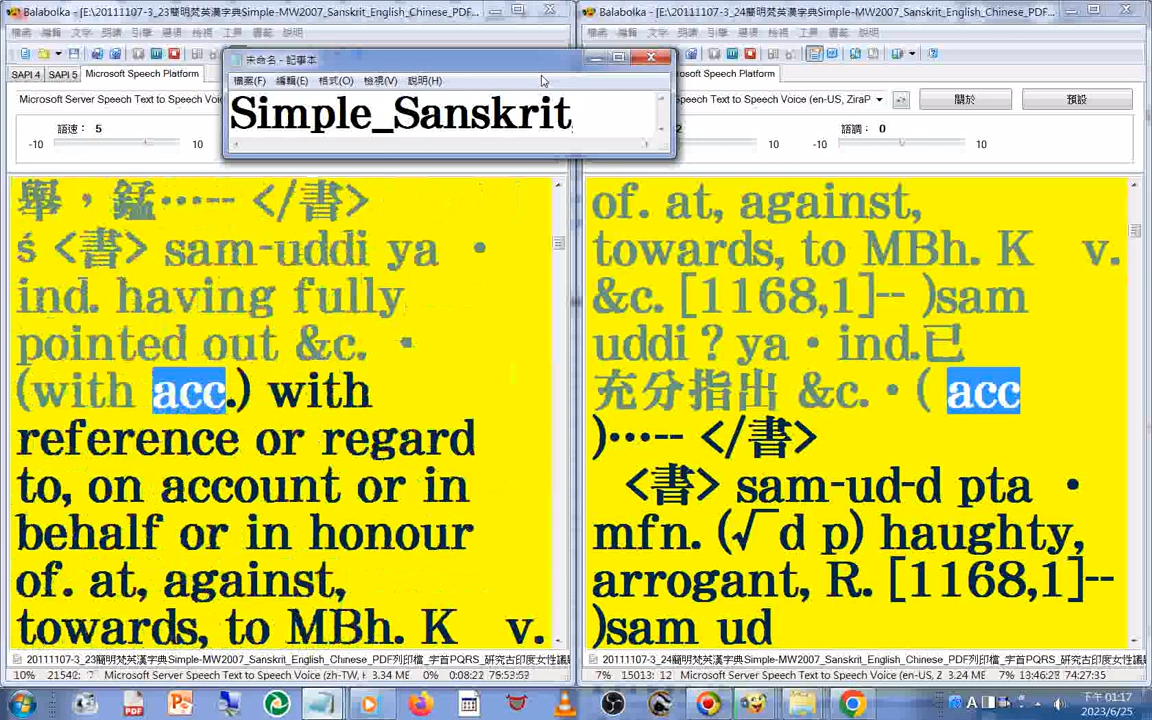 Balabolka - [E:\20111107-3_23簡明梵英漢字典Simple-MW2007_Sanskrit_English_Chinese_PDF...
Balabolka - [E:\20111107-3_24簡明梵英漢字典Simple-MW2007_Sanskrit_English_Chinese_PDF...
未命名 - 記事本
檔案(F) 編輯(E) 格式(O) 檢視(V) 說明(H)
Simple_Sanskrit
SAPI 4 SAPI 5 Microsoft Speech Platform
Speech Platform
Microsoft Server Speech Text to Speech Voice
Speech Text to Speech Voice (en-US, ZiraP
關於
預設
語速： 5
-10 10
2
10
語調： 0
-10 10
舉，錳…-- </書>
ś <書> sam-uddi ya •
ind. having fully
pointed out &c. •
(with acc.) with
reference or regard
to, on account or in
behalf or in honour
of. at, against,
towards, to MBh. K v.
of. at, against,
towards, to MBh. K v.
&c. [1168,1]-- )sam
uddi？ya • ind.已
充分指出 &c. • ( acc
)…-- </書>
<書> sam-ud-d pta •
mfn. (√ d p) haughty,
arrogant, R. [1168,1]--
)sam ud
20111107-3_23簡明梵英漢字典Simple-MW2007_Sanskrit_English_Chinese_PDF列印檔_字首PQRS_研究古印度女性議
20111107-3_24簡明梵英漢字典Simple-MW2007_Sanskrit_English_Chinese_PDF列印檔_字首PQRS_研究古印度女性議
10% Microsoft Server Speech Text to Speech Voice (zh-TW, 3.34 ME 0% 0:08:22 76:53:52
7% 15013: 12 Microsoft Server Speech Text to Speech Voice (en-US, 3.24 ME 7% 13:46:2 74:27:35
下午 01:17
2023/6/25